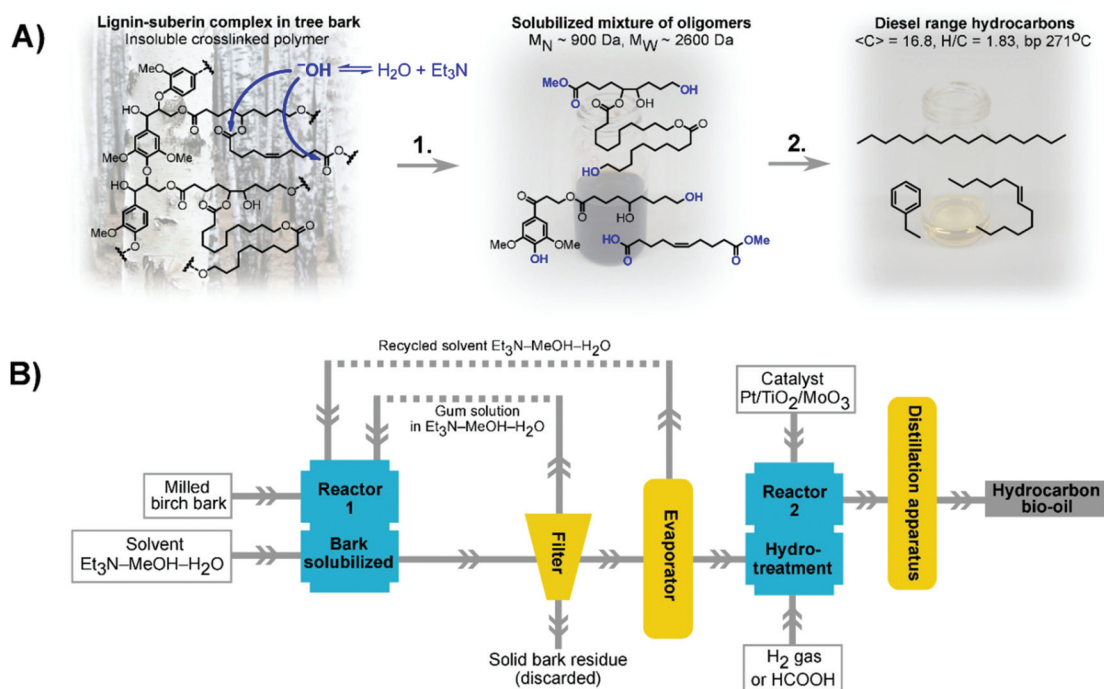 A)
Lignin-suberin complex in tree bark
Insoluble crosslinked polymer
Solubilized mixture of oligomers
M_N ~ 900 Da, M_W ~ 2600 Da
Diesel range hydrocarbons
<C> = 16.8, H/C = 1.83, bp 271°C
⁻OH ⇌ H₂O + Et₃N
MeO
O
O
O
HO
O
O
O
OMe
MeO
O
O
O
HO
O
O
OH
O
O
MeO
O
O
1.
MeO
OH
O
O
OH
O
O
O
HO
O
O
OH
O
OH
MeO
OMe
OH
HO
O
OMe
O
2.
B)
Recycled solvent Et₃N–MeOH–H₂O
Gum solution
in Et₃N–MeOH–H₂O
Catalyst
Pt/TiO₂/MoO₃
Milled
birch bark
Reactor
1
Solvent
Et₃N–MeOH–H₂O
Bark
solubilized
Filter
Evaporator
Reactor
2
Hydro-
treatment
Distillation apparatus
Hydrocarbon
bio-oil
Solid bark residue
(discarded)
H₂ gas
or HCOOH